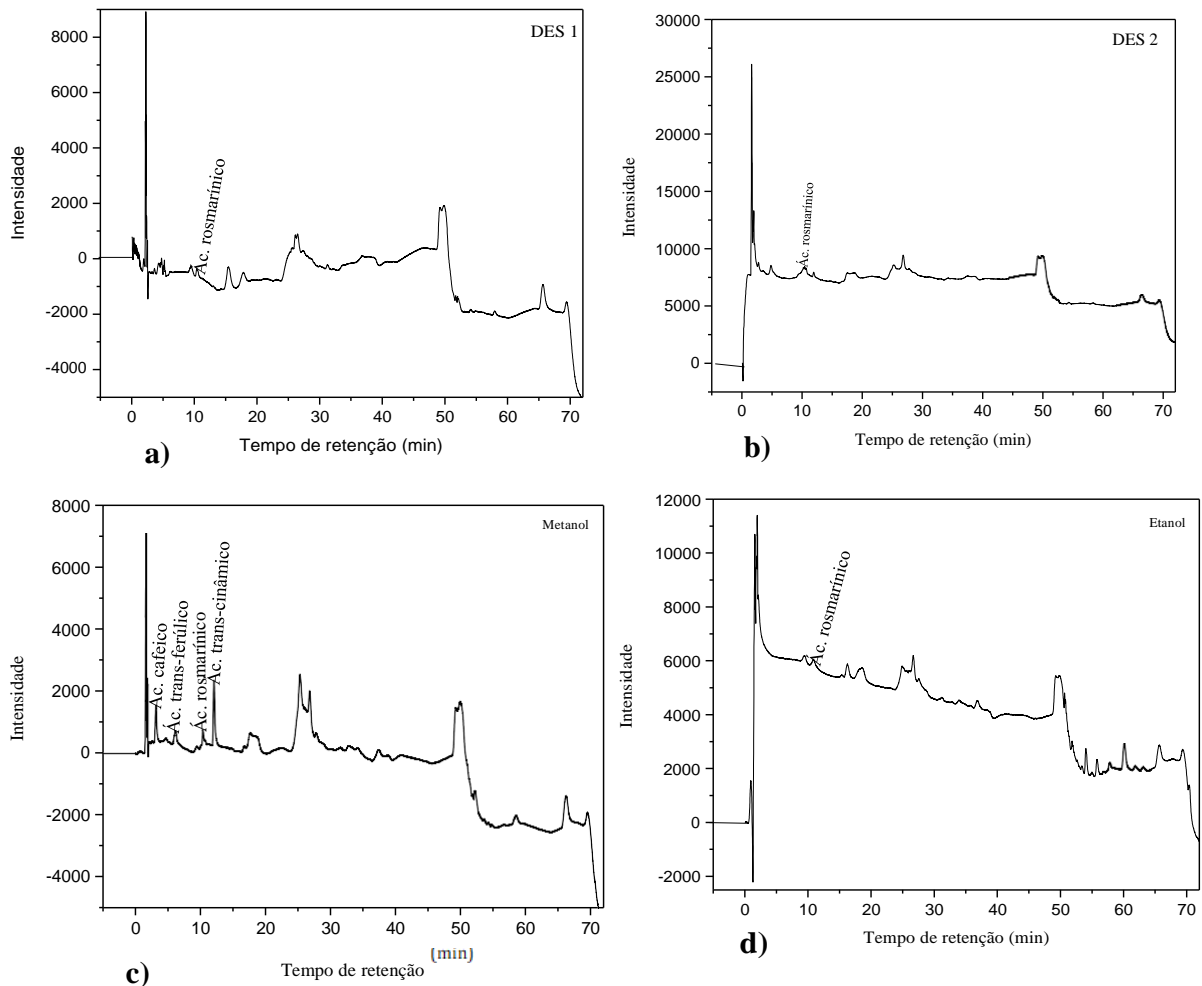 DES 1
8000
6000
4000
2000
0
-2000
-4000
Intensidade
Ác. rosmarínico
0 10 20 30 40 50 60 70
Tempo de retenção (min)
a)
DES 2
30000
25000
20000
15000
10000
5000
0
Intensidade
Ác. rosmarínico
0 10 20 30 40 50 60 70
Tempo de retenção (min)
b)
Metanol
8000
6000
4000
2000
0
-2000
-4000
Intensidade
Ác. cafeico
Ác. trans-ferúlico
Ác. rosmarínico
Ac. trans-cinâmico
0 10 20 30 40 50 60 70
(min)
Tempo de retenção
c)
Etanol
12000
10000
8000
6000
4000
2000
0
-2000
Intensidade
Ác. rosmarínico
0 10 20 30 40 50 60 70
Tempo de retenção (min)
d)